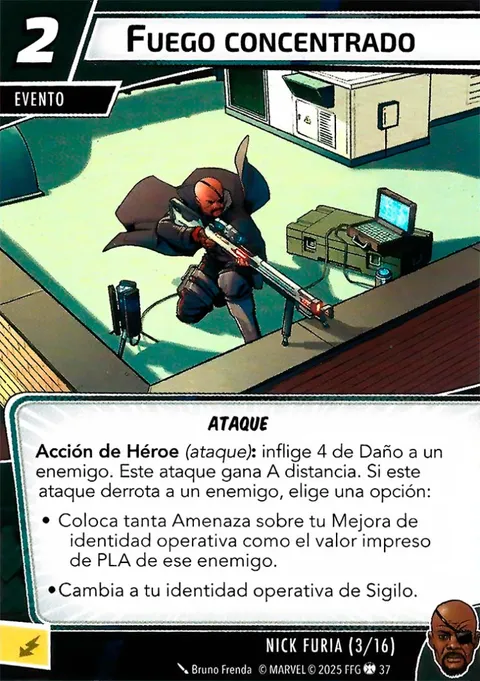 2
FUEGO CONCENTRADO
EVENTO
ATAQUE
Acción de Héroe (ataque): inflige 4 de Daño a un
enemigo. Este ataque gana A distancia. Si este
ataque derrota a un enemigo, elige una opción:
• Coloca tanta Amenaza sobre tu Mejora de
identidad operativa como el valor impreso
de PLA de ese enemigo.
• Cambia a tu identidad operativa de Sigilo.
NICK FURIA (3/16)
Bruno Frenda © MARVEL © 2025 FFG 37